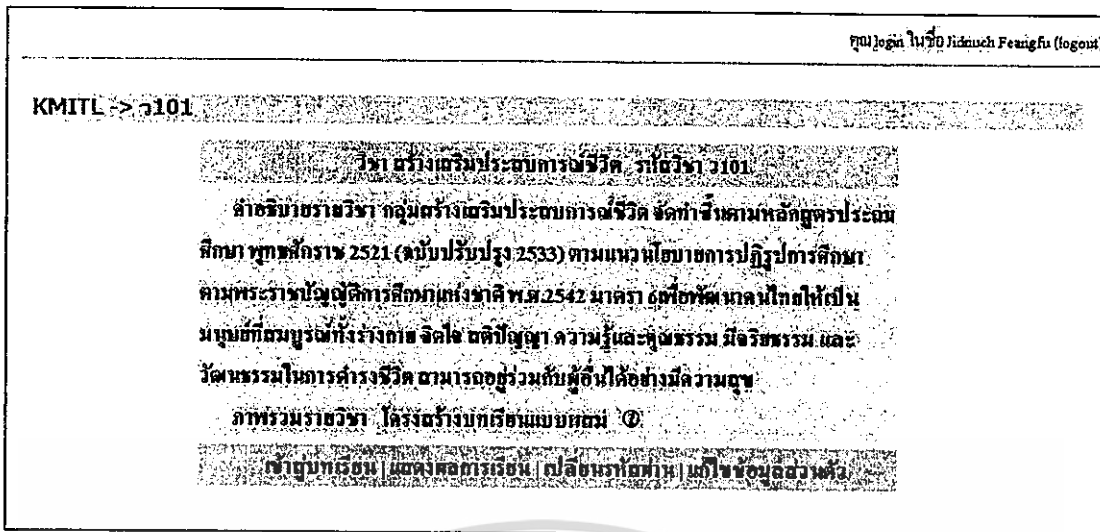 คุณ login ในชื่อ Jidnuch Feangfu (logout)
KMITL -> ว101
วิชา สร้างเสริมประสบการณ์ชีวิต รหัสวิชา ว101
คำอธิบายรายวิชา กลุ่มสร้างเสริมประสบการณ์ชีวิต จัดทำขึ้นตามหลักสูตรประถม
ศึกษา พุทธศักราช 2521 (ฉบับปรับปรุง 2533) ตามแนวนโยบายการปฏิรูปการศึกษา
ตามพระราชบัญญัติการศึกษาแห่งชาติ พ.ศ.2542 มาตรา 6เพื่อพัฒนาคนไทยให้เป็น
มนุษย์ที่สมบูรณ์ทั้งร่างกาย จิตใจ สติปัญญา ความรู้และคุณธรรม มีจริยธรรม และ
วัฒนธรรมในการดำรงชีวิต สามารถอยู่ร่วมกับผู้อื่นได้อย่างมีความสุข
ภาพรวมรายวิชา โครงสร้างบทเรียนแบบผสม
เข้าสู่บทเรียน | แสดงผลการเรียน | เปลี่ยนรหัสผ่าน | แก้ไขข้อมูลส่วนตัว